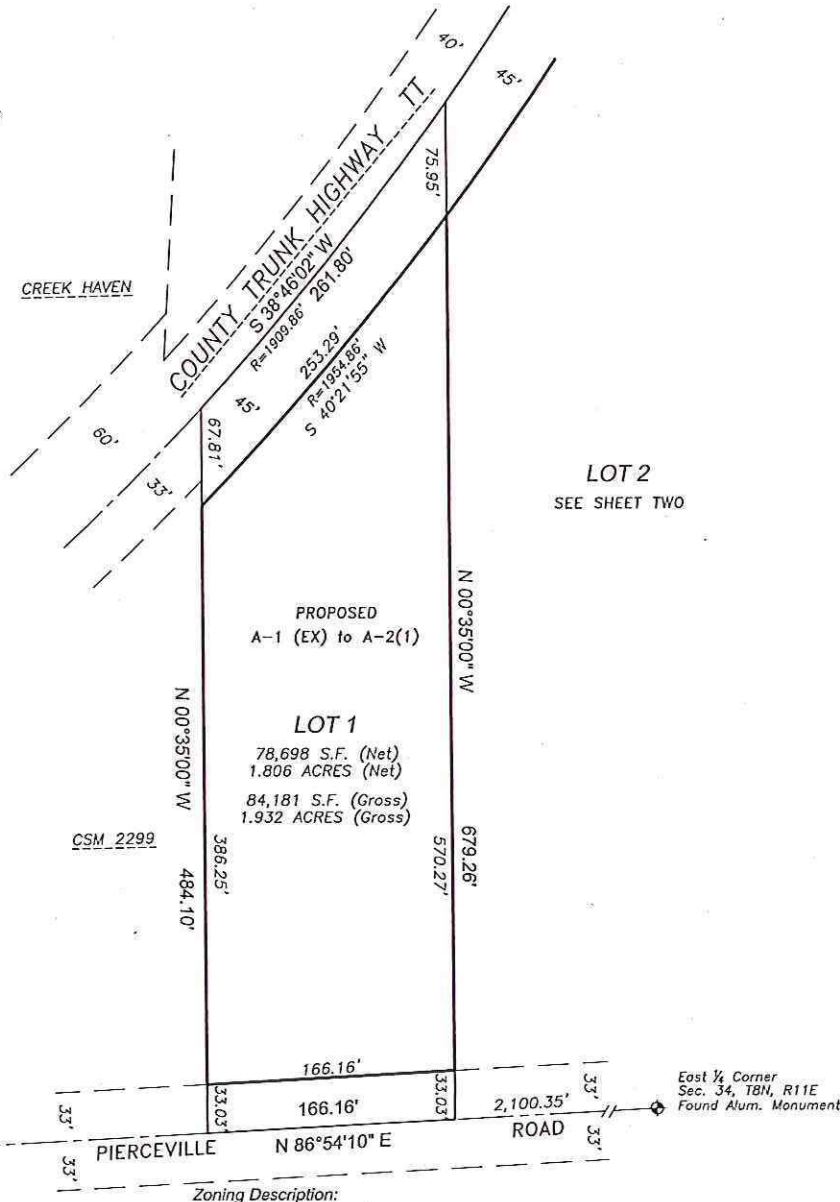 40'
45'
COUNTY TRUNK HIGHWAY TT
75.95'
CREEK HAVEN
S 38°46'02" W 261.80'
R=1909.86'
253.29'
R=1954.86'
S 40°21'55" W
45'
60'
67.81'
33'
LOT 2
SEE SHEET TWO
N 00°35'00" W
PROPOSED
A-1 (EX) to A-2(1)
N 00°35'00" W
LOT 1
78,698 S.F. (Net)
1.806 ACRES (Net)
84,181 S.F. (Gross)
1.932 ACRES (Gross)
CSM 2299
386.25'
484.10'
570.27'
679.26'
166.16'
33'
33.03'
166.16'
33.03'
2,100.35'
33'
East ¼ Corner
Sec. 34, T8N, R11E
Found Alum. Monument
PIERCEVILLE N 86°54'10" E ROAD
33'
33'
Zoning Description: